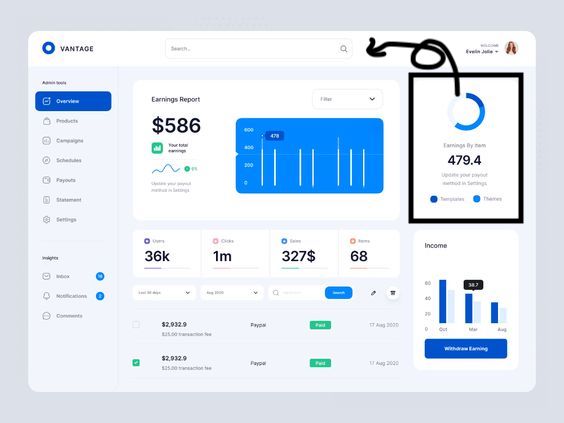 VANTAGE
Search...
WELCOME
Evelin Jolie
Admin tools
Overview
Products
Campaigns
Schedules
Payouts
Statement
Settings
Insights
Inbox
Notifications
2
Comments
Earnings Report
Filter
$586
Your total
earnings
Update your payout
method in Settings
600
400
200
0
478
Earnings By Item
479.4
Update your payout
method in Settings
Templates
Themes
Users
36k
Clicks
1m
Sales
327$
Items
68
Last 30 days
Aug 2020
Search
$2,932.9
$25.00 transaction fee
Paypal
Paid
17 Aug 2020
$2,932.9
$25.00 transaction fee
Paypal
Paid
17 Aug 2020
Income
60
40
20
0
38.7
Oct
Mar
Aug
Withdraw Earning